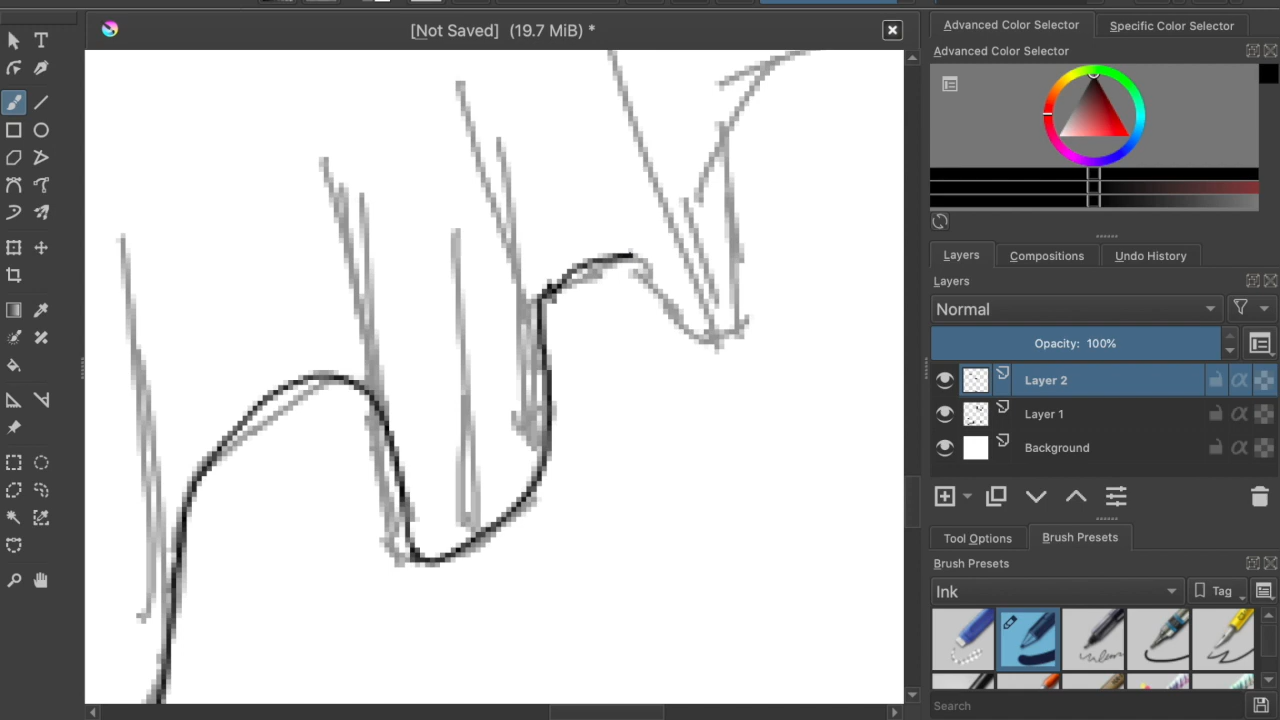 [Not Saved] (19.7 MiB) *
Advanced Color Selector
Specific Color Selector
Advanced Color Selector
Layers
Compositions
Undo History
Layers
Normal
Opacity: 100%
Layer 2
Layer 1
Background
Tool Options
Brush Presets
Brush Presets
Ink
Tag
Search